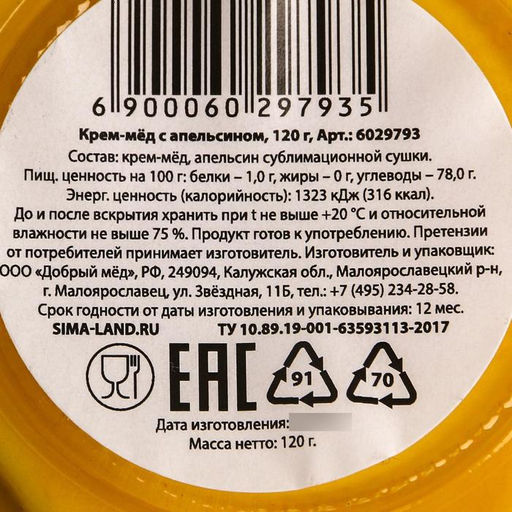 6 900060 297935
Крем-мёд с апельсином, 120 г, Арт.: 6029793
Состав: крем-мёд, апельсин сублимационной сушки.
Пищ. ценность на 100 г: белки – 1,0 г, жиры – 0 г, углеводы – 78,0 г.
Энерг. ценность (калорийность): 1323 кДж (316 ккал).
До и после вскрытия хранить при t не выше +20 °С и относительной
влажности не выше 75 %. Продукт готов к употреблению. Претензии
от потребителей принимает изготовитель. Изготовитель и упаковщик:
ООО «Добрый мёд», РФ, 249094, Калужская обл., Малоярославецкий р-н,
г. Малоярославец, ул. Звёздная, 11Б, тел.: +7 (495) 234-28-58.
Срок годности от даты изготовления и упаковывания: 12 мес.
SIMA-LAND.RU ТУ 10.89.19-001-63593113-2017
EAC 91 70
Дата изготовления:
Масса нетто: 120 г.